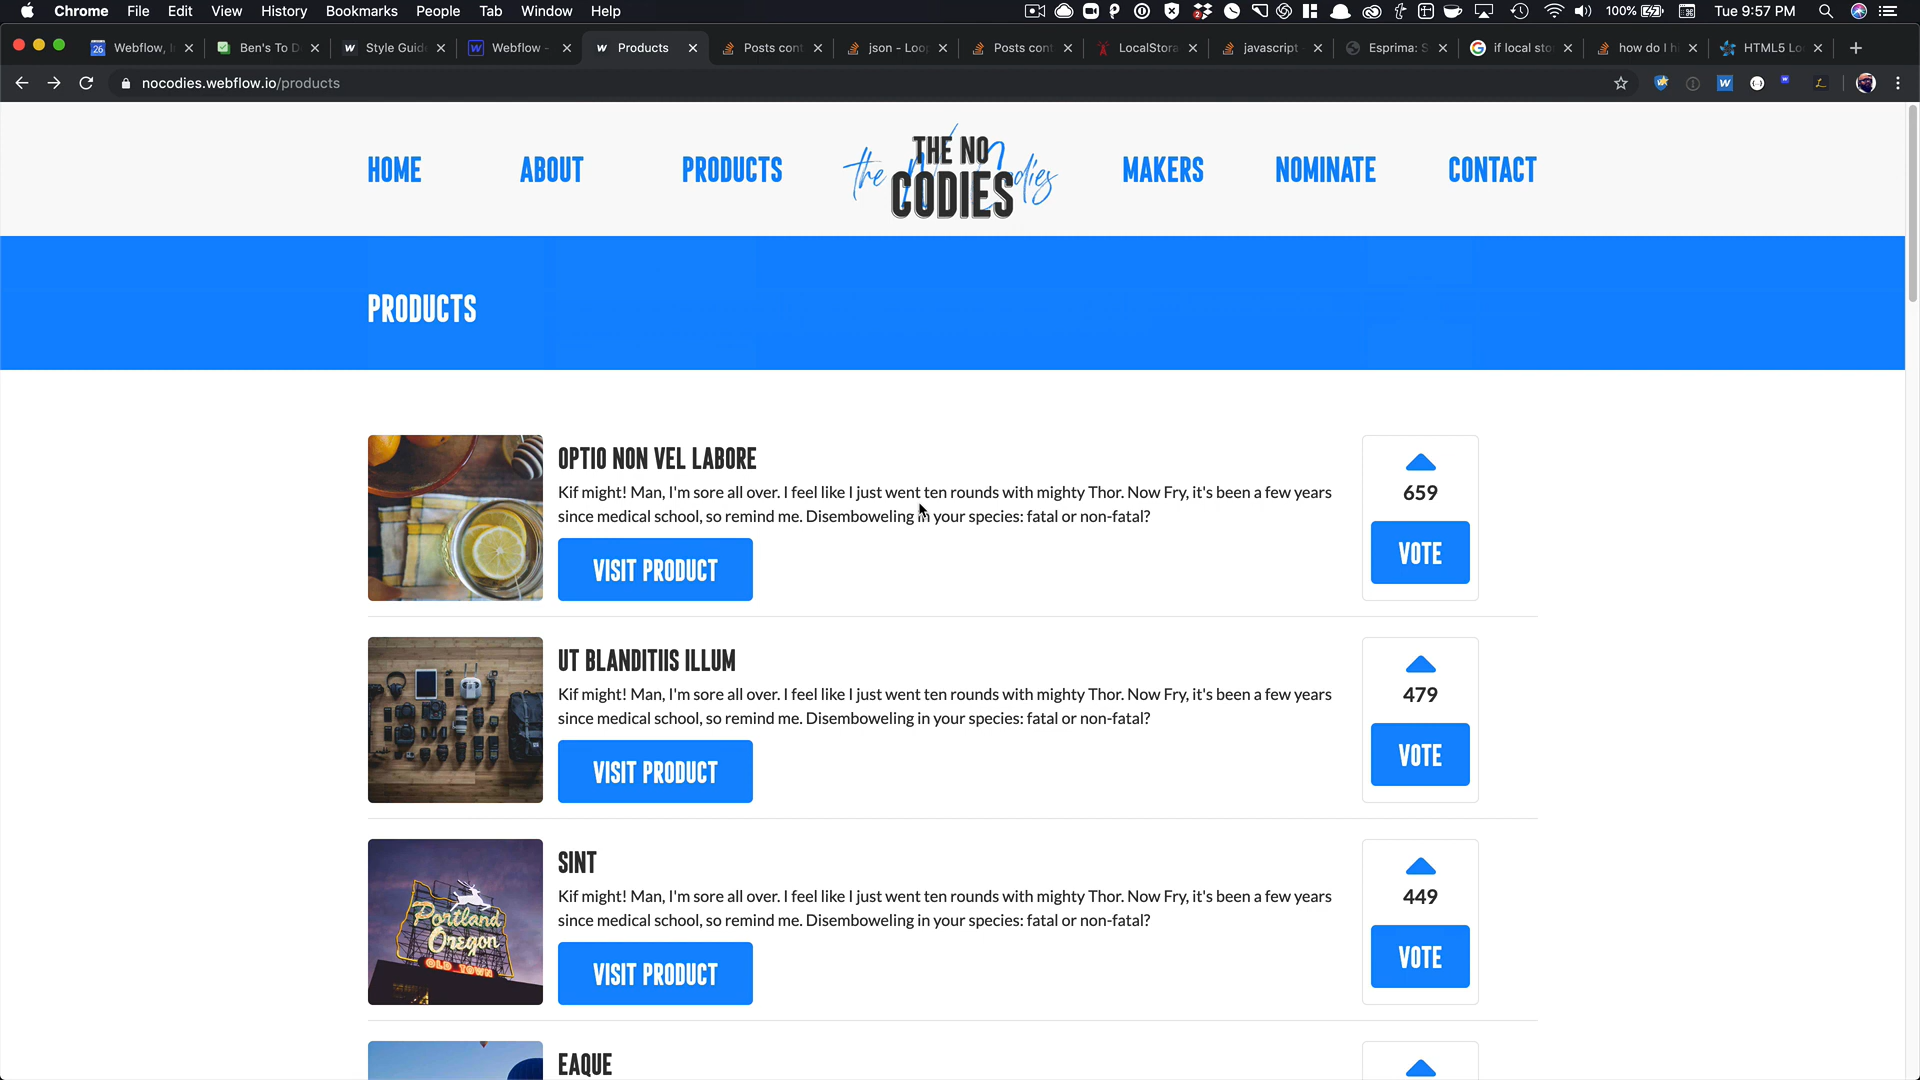 Chrome File Edit View History Bookmarks People Tab Window Help 100% Tue 9:57 PM
26 Webflow, I Ben's To D Style Guid Webflow - Products Posts cont json - Loo Posts cont LocalStora javascript Esprima: S if local sto how do I h HTML5 Lo
nocodies.webflow.io/products
HOME ABOUT PRODUCTS THE NO CODIES MAKERS NOMINATE CONTACT
PRODUCTS
OPTIO NON VEL LABORE
Kif might! Man, I'm sore all over. I feel like I just went ten rounds with mighty Thor. Now Fry, it's been a few years
since medical school, so remind me. Disemboweling in your species: fatal or non-fatal?
VISIT PRODUCT
659
VOTE
UT BLANDITIIS ILLUM
Kif might! Man, I'm sore all over. I feel like I just went ten rounds with mighty Thor. Now Fry, it's been a few years
since medical school, so remind me. Disemboweling in your species: fatal or non-fatal?
VISIT PRODUCT
479
VOTE
Portland
Oregon
OLD TOWN
SINT
Kif might! Man, I'm sore all over. I feel like I just went ten rounds with mighty Thor. Now Fry, it's been a few years
since medical school, so remind me. Disemboweling in your species: fatal or non-fatal?
VISIT PRODUCT
449
VOTE
EAQUE